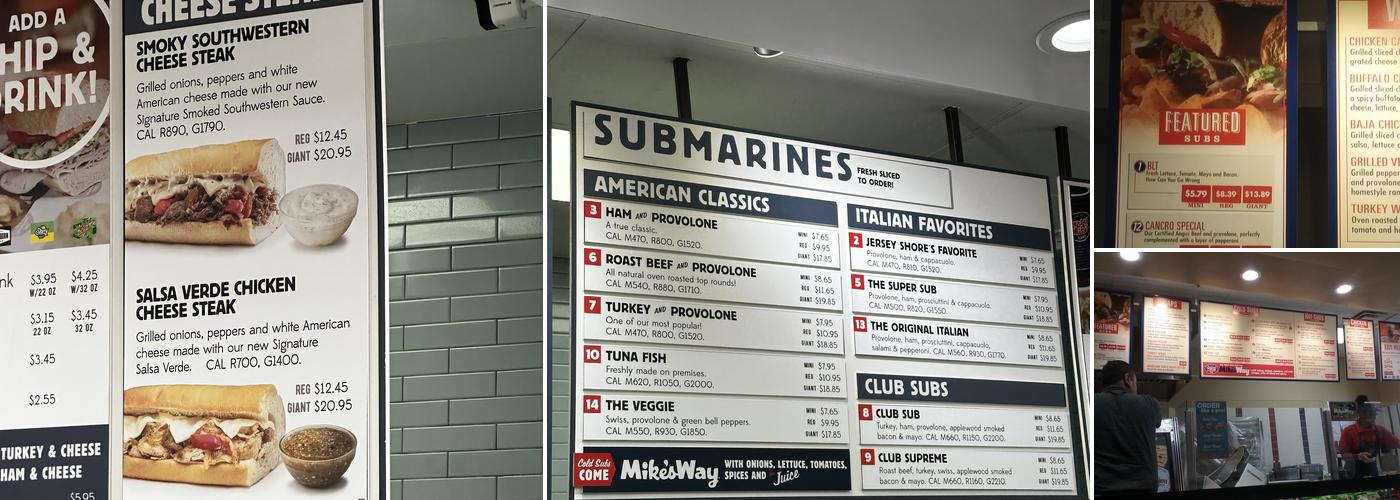 ADD A
HIP &
DRINK!
$3.95 $4.25
W/22 OZ W/32 OZ
$3.15 $3.45
22 OZ 32 OZ
$3.45
$2.55
TURKEY & CHEESE
HAM & CHEESE
$5.95
CHEESE STEAK
SMOKY SOUTHWESTERN
CHEESE STEAK
Grilled onions, peppers and white
American cheese made with our new
Signature Smoked Southwestern Sauce.
CAL R890, G1790.
REG $12.45
GIANT $20.95
SALSA VERDE CHICKEN
CHEESE STEAK
Grilled onions, peppers and white American
cheese made with our new Signature
Salsa Verde. CAL R700, G1400.
REG $12.45
GIANT $20.95
SUBMARINES
FRESH SLICED
TO ORDER!
AMERICAN CLASSICS
3 HAM AND PROVOLONE
A true classic.
CAL M470, R800, G1520.
MINI $7.65
REG $9.95
GIANT $17.85
6 ROAST BEEF AND PROVOLONE
All natural oven roasted top rounds!
CAL M540, R880, G1710.
MINI $8.65
REG $11.65
GIANT $19.85
7 TURKEY AND PROVOLONE
One of our most popular!
CAL M470, R800, G1520.
MINI $7.95
REG $10.95
GIANT $18.85
10 TUNA FISH
Freshly made on premises.
CAL M620, R1050, G2000.
MINI $7.95
REG $10.95
GIANT $18.85
14 THE VEGGIE
Swiss, provolone & green bell peppers.
CAL M550, R930, G1850.
MINI $7.65
REG $9.95
GIANT $17.85
Cold Subs
COME Mike's Way WITH ONIONS, LETTUCE, TOMATOES,
SPICES AND Juice
ITALIAN FAVORITES
2 JERSEY SHORE'S FAVORITE
Provolone, ham & cappacuolo.
CAL M470, R810, G1520.
MINI $7.65
REG $9.95
GIANT $17.85
5 THE SUPER SUB
Provolone, ham, prosciuttini & cappacuolo.
CAL M500, R820, G1550.
MINI $7.95
REG $10.95
GIANT $18.85
13 THE ORIGINAL ITALIAN
Provolone, ham, prosciuttini, cappacuolo,
salami & pepperoni. CAL M560, R930, G1770.
MINI $8.65
REG $11.65
GIANT $19.85
CLUB SUBS
8 CLUB SUB
Turkey, ham, provolone, applewood smoked
bacon & mayo. CAL M660, R1150, G2200.
MINI $8.65
REG $11.65
GIANT $19.85
9 CLUB SUPREME
Roast beef, turkey, swiss, applewood smoked
bacon & mayo. CAL M660, R1160, G2210.
MINI $8.65
REG $11.65
GIANT $19.85
FEATURED
SUBS
1 BLT
Fresh Lettuce, Tomato, Mayo and Bacon.
How Can You Go Wrong
$5.79 $8.39 $13.89
MINI REG GIANT
12 CANCRO SPECIAL
Our Certified Angus Beef and provolone, perfectly
complemented with a layer of pepperoni
CHICKEN CA
Grilled sliced c
grated cheese
BUFFALO C
Grilled sliced c
a spicy buffalo
cheese, lettuce,
BAJA CHIC
Grilled sliced c
salsa, lettuce a
GRILLED VE
Grilled pepper
and provolone
homestyle ran
TURKEY W
Oven roasted
tomato and h
FEATURED
WRAPS
COLD SUBS
HOT SUBS
CHICKEN
Mike'sWay
ORDER